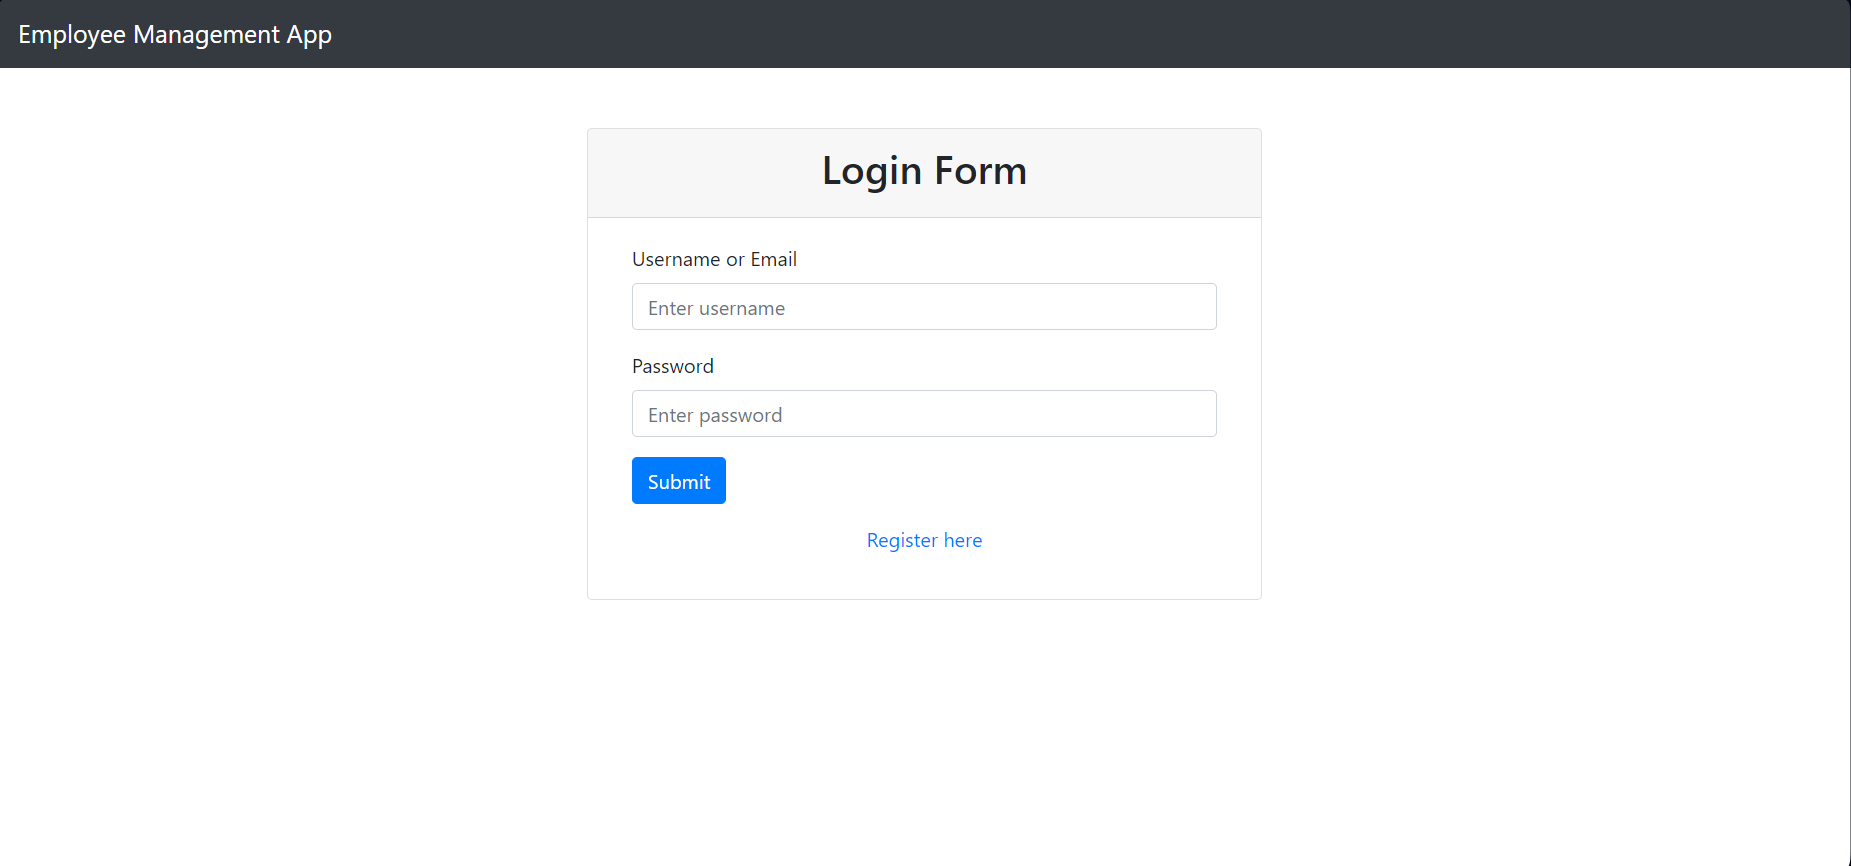 Employee Management App
Login Form
Username or Email
Enter username
Password
Enter password
Submit
Register here